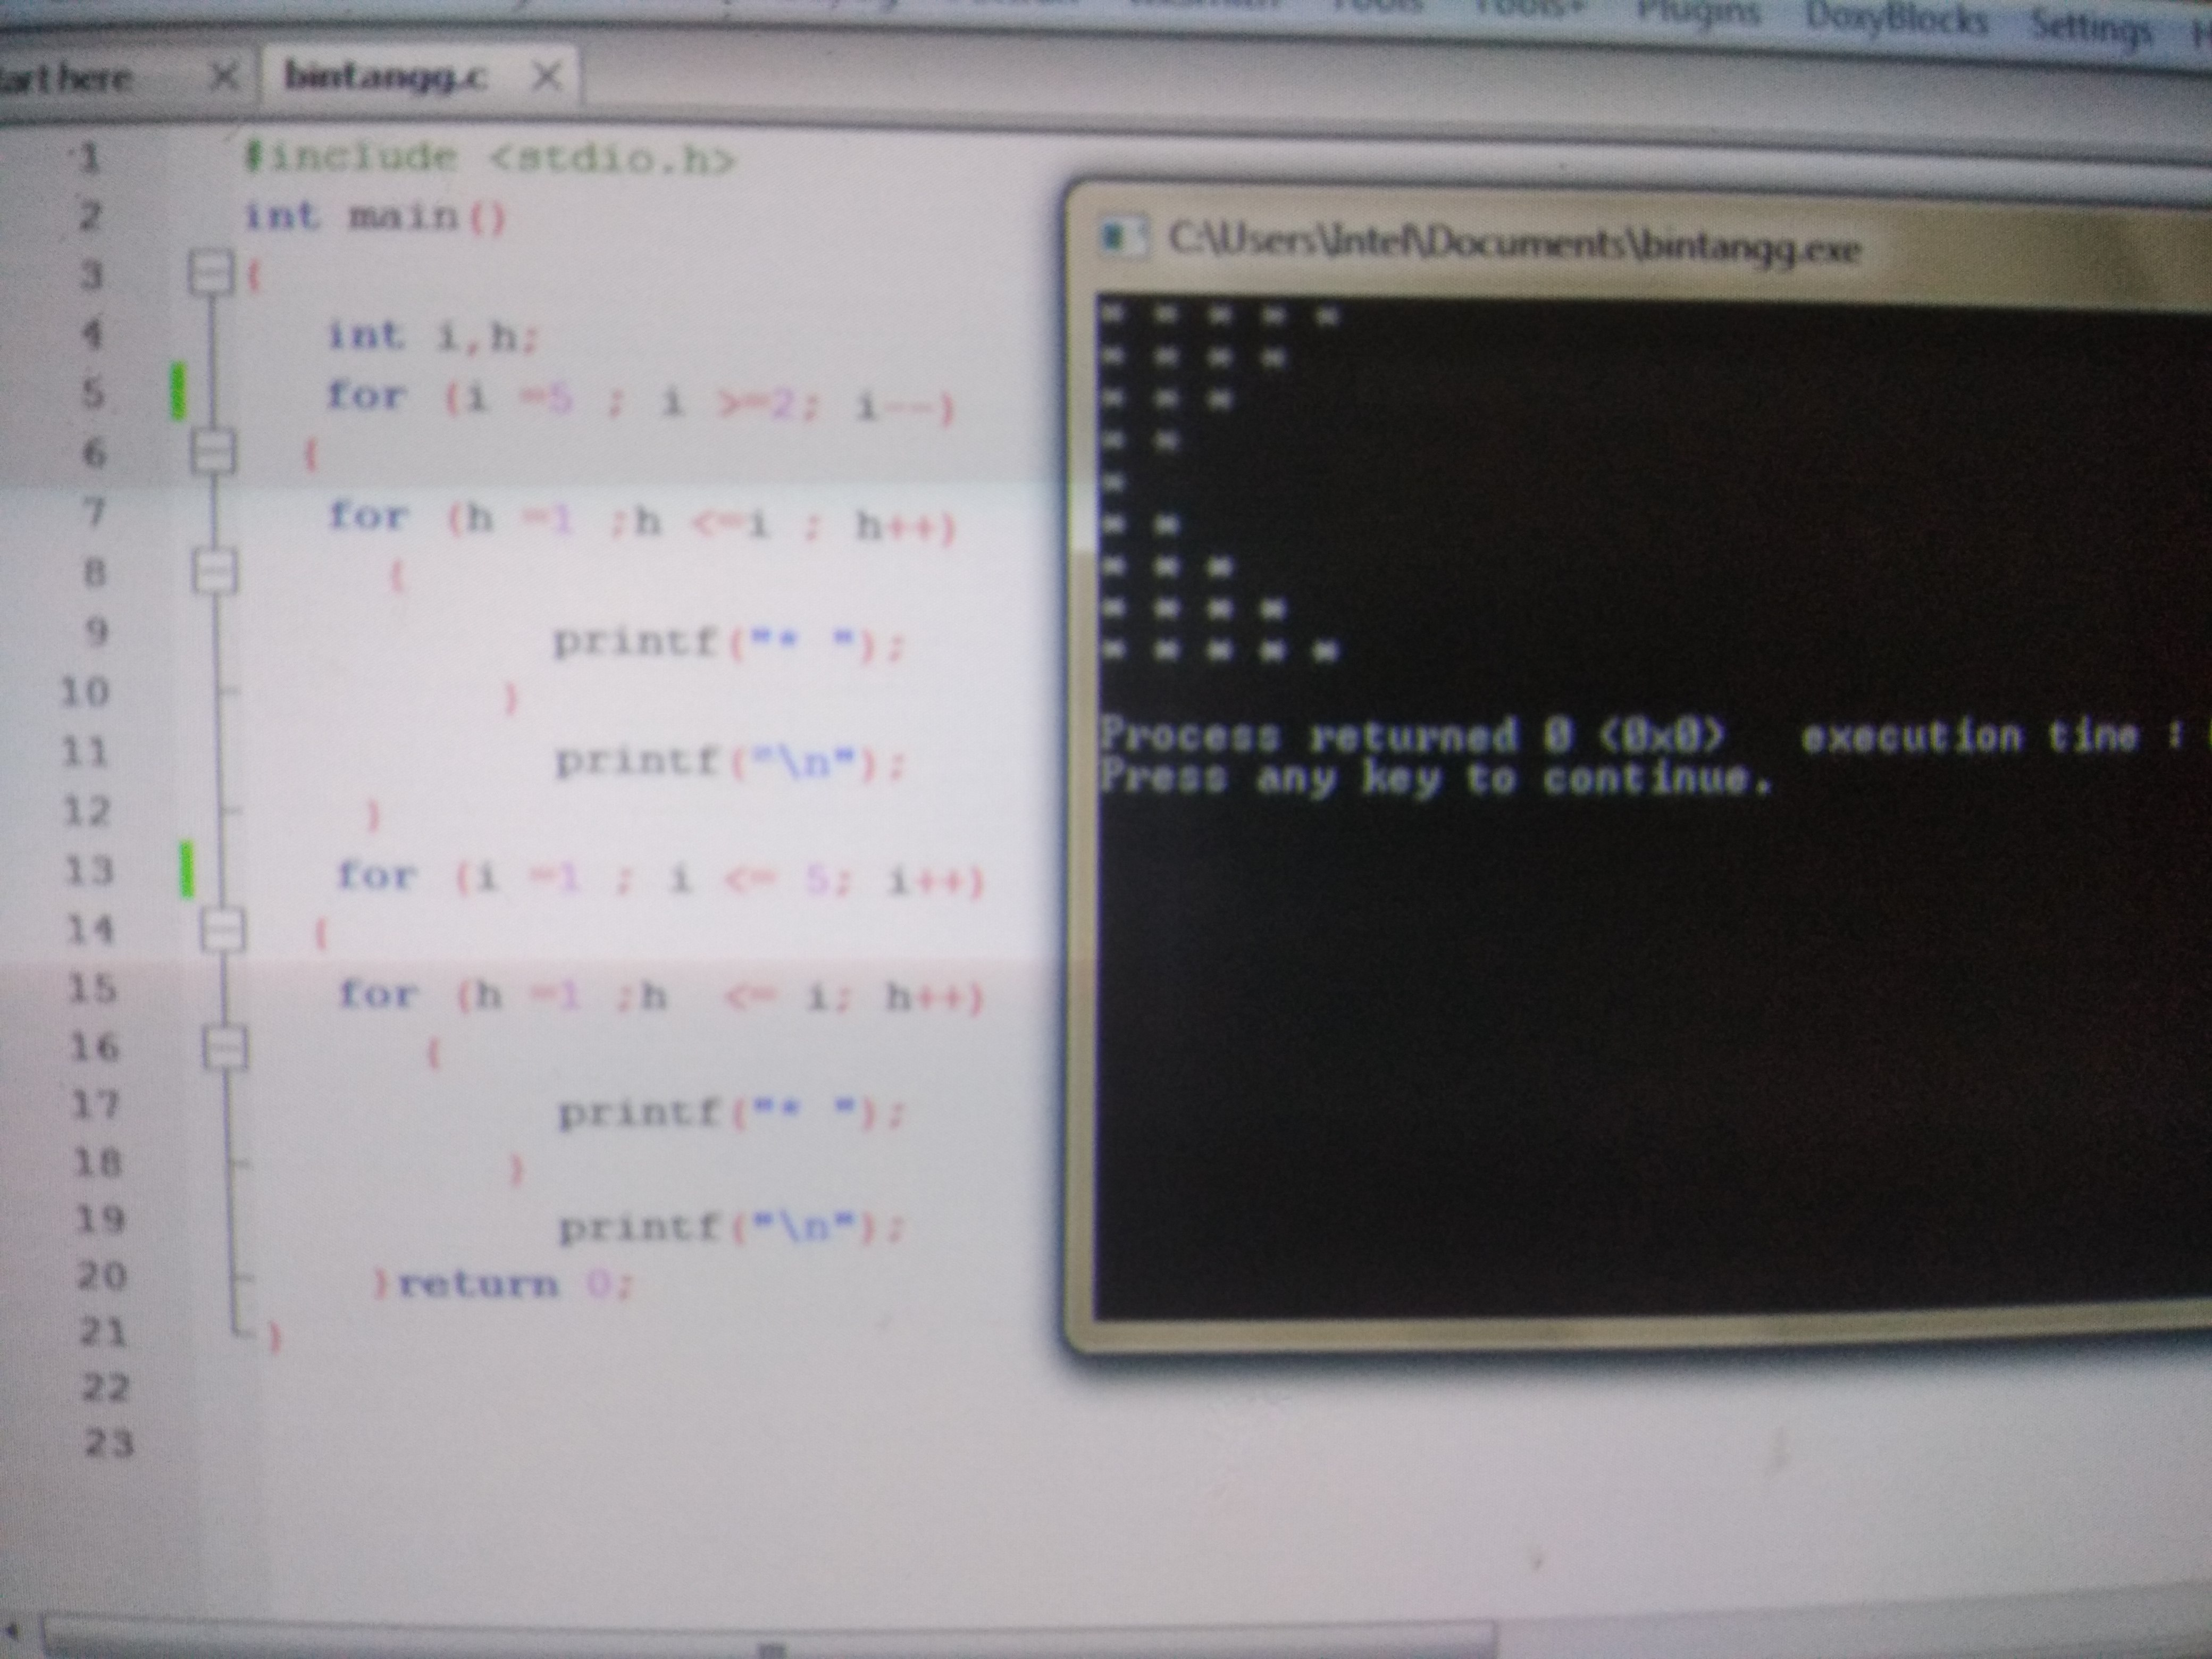 Plugins DoxyBlocks Settings
art here X bintangg.c X
1 #include <stdio.h>
2 int main()
3 {
4 int i,h;
5 for (i =5 ; i >=2; i--)
6 {
7 for (h =1 ;h <=i ; h++)
8 {
9 printf("* ");
10 }
11 printf("\n");
12 }
13 for (i =1 ; i <= 5; i++)
14 {
15 for (h =1 ;h <= i; h++)
16 {
17 printf("* ");
18 }
19 printf("\n");
20 }return 0;
21 }
22
23
C:\Users\Intel\Documents\bintangg.exe
* * * * *
* * * *
* * *
* *
*
* *
* * *
* * * *
* * * * *
Process returned 0 (0x0) execution time :
Press any key to continue.